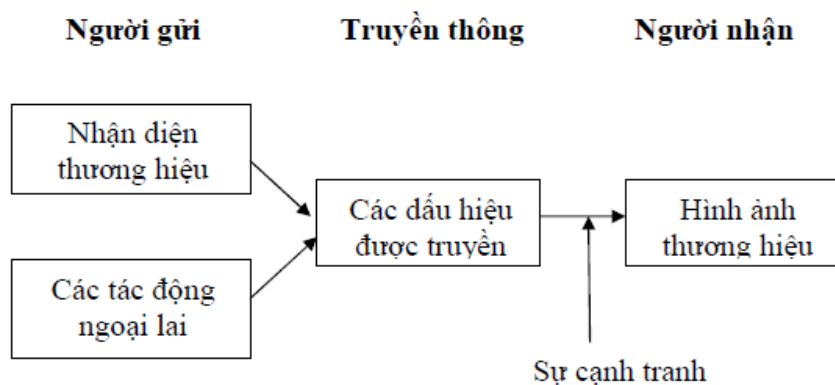 Người gửi
Truyền thông
Người nhận
Nhận diện
thương hiệu
Các dấu hiệu
được truyền
Hình ảnh
thương hiệu
Các tác động
ngoại lai
Sự cạnh tranh